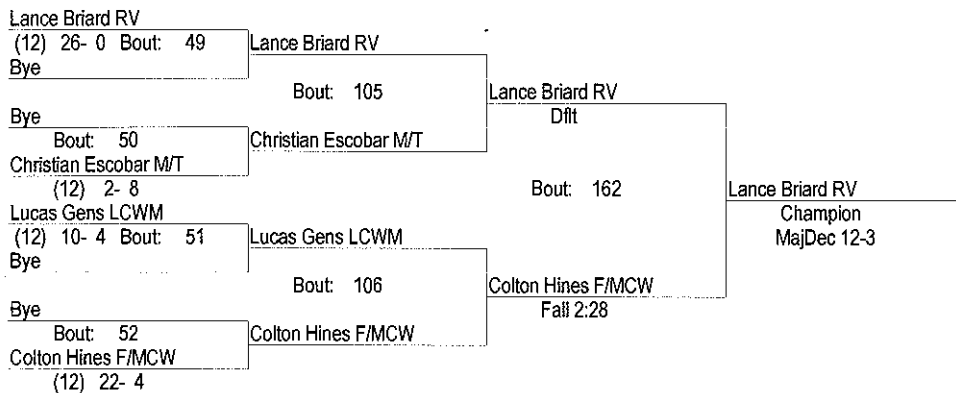 Lance Briard RV
(12) 26- 0 Bout: 49
Bye
Lance Briard RV
Bout: 105
Bye
Bout: 50
Christian Escobar M/T
(12) 2- 8
Christian Escobar M/T
Lance Briard RV
Dflt
Bout: 162
Lucas Gens LCWM
(12) 10- 4 Bout: 51
Bye
Lucas Gens LCWM
Bout: 106
Bye
Bout: 52
Colton Hines F/MCW
(12) 22- 4
Colton Hines F/MCW
Colton Hines F/MCW
Fall 2:28
Lance Briard RV
Champion
MajDec 12-3